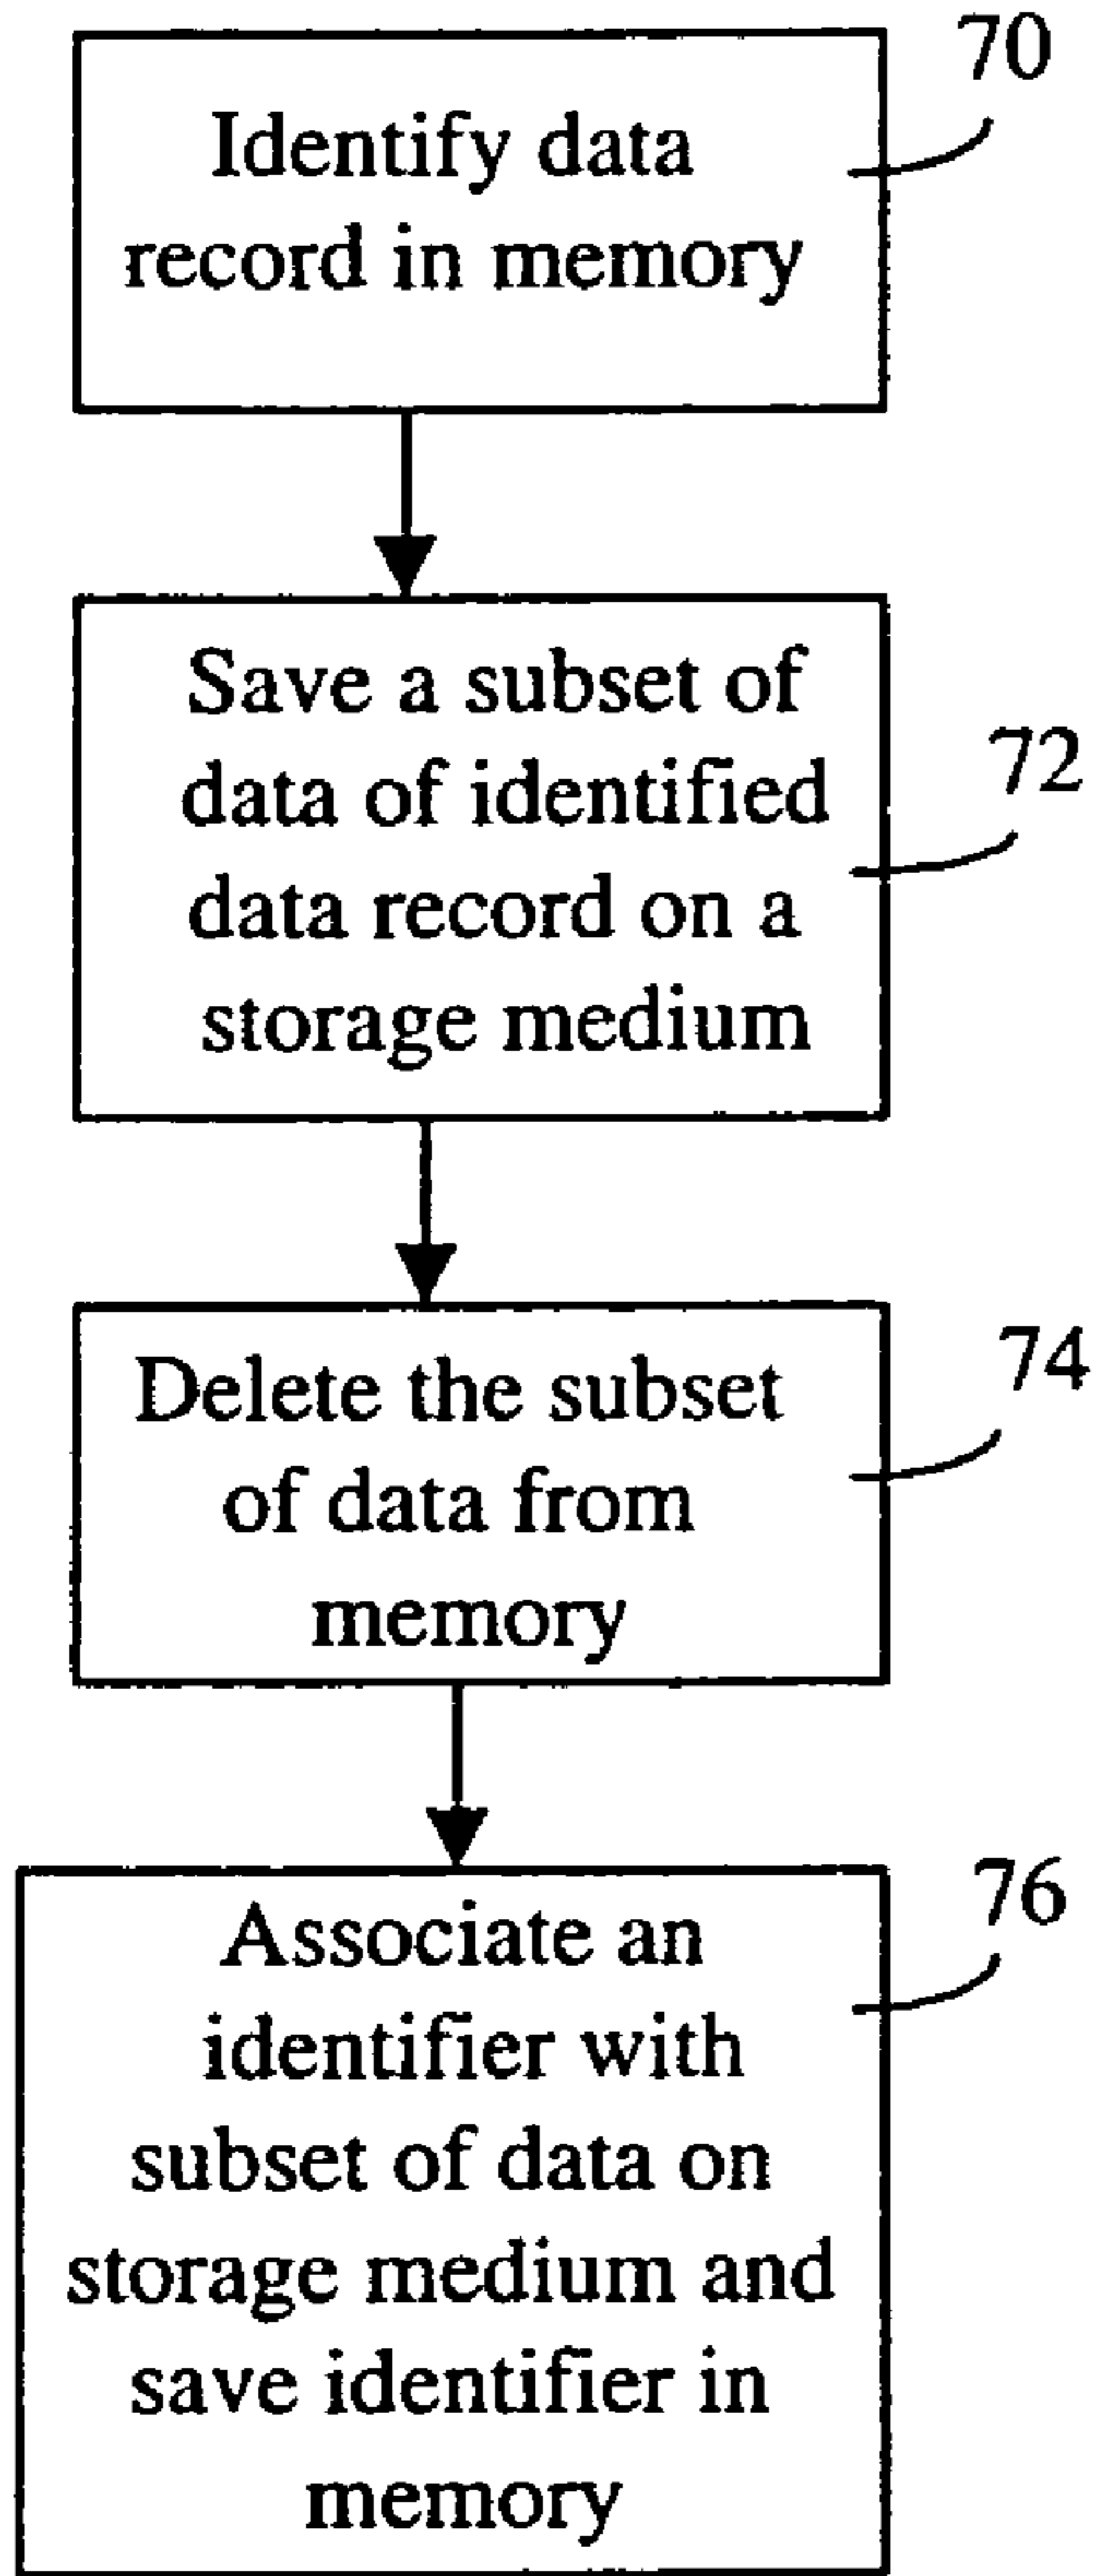 70
Identify data
record in memory
Save a subset of
data of identified
data record on a
storage medium
72
Delete the subset
of data from
memory
74
Associate an
identifier with
subset of data on
storage medium and
save identifier in
memory
76